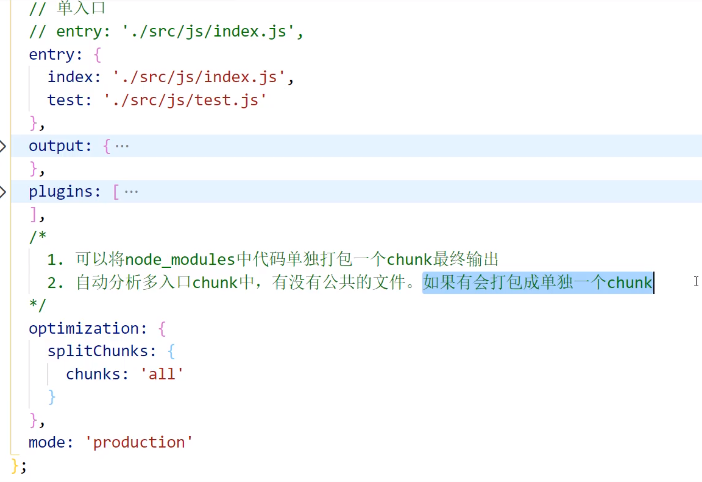 // 单入口
// entry: './src/js/index.js',
entry: {
index: './src/js/index.js',
test: './src/js/test.js'
},
output: { ···
},
plugins: [ ···
],
/*
1. 可以将node_modules中代码单独打包一个chunk最终输出
2. 自动分析多入口chunk中，有没有公共的文件。如果有会打包成单独一个chunk
*/
optimization: {
splitChunks: {
chunks: 'all'
}
},
mode: 'production'
};